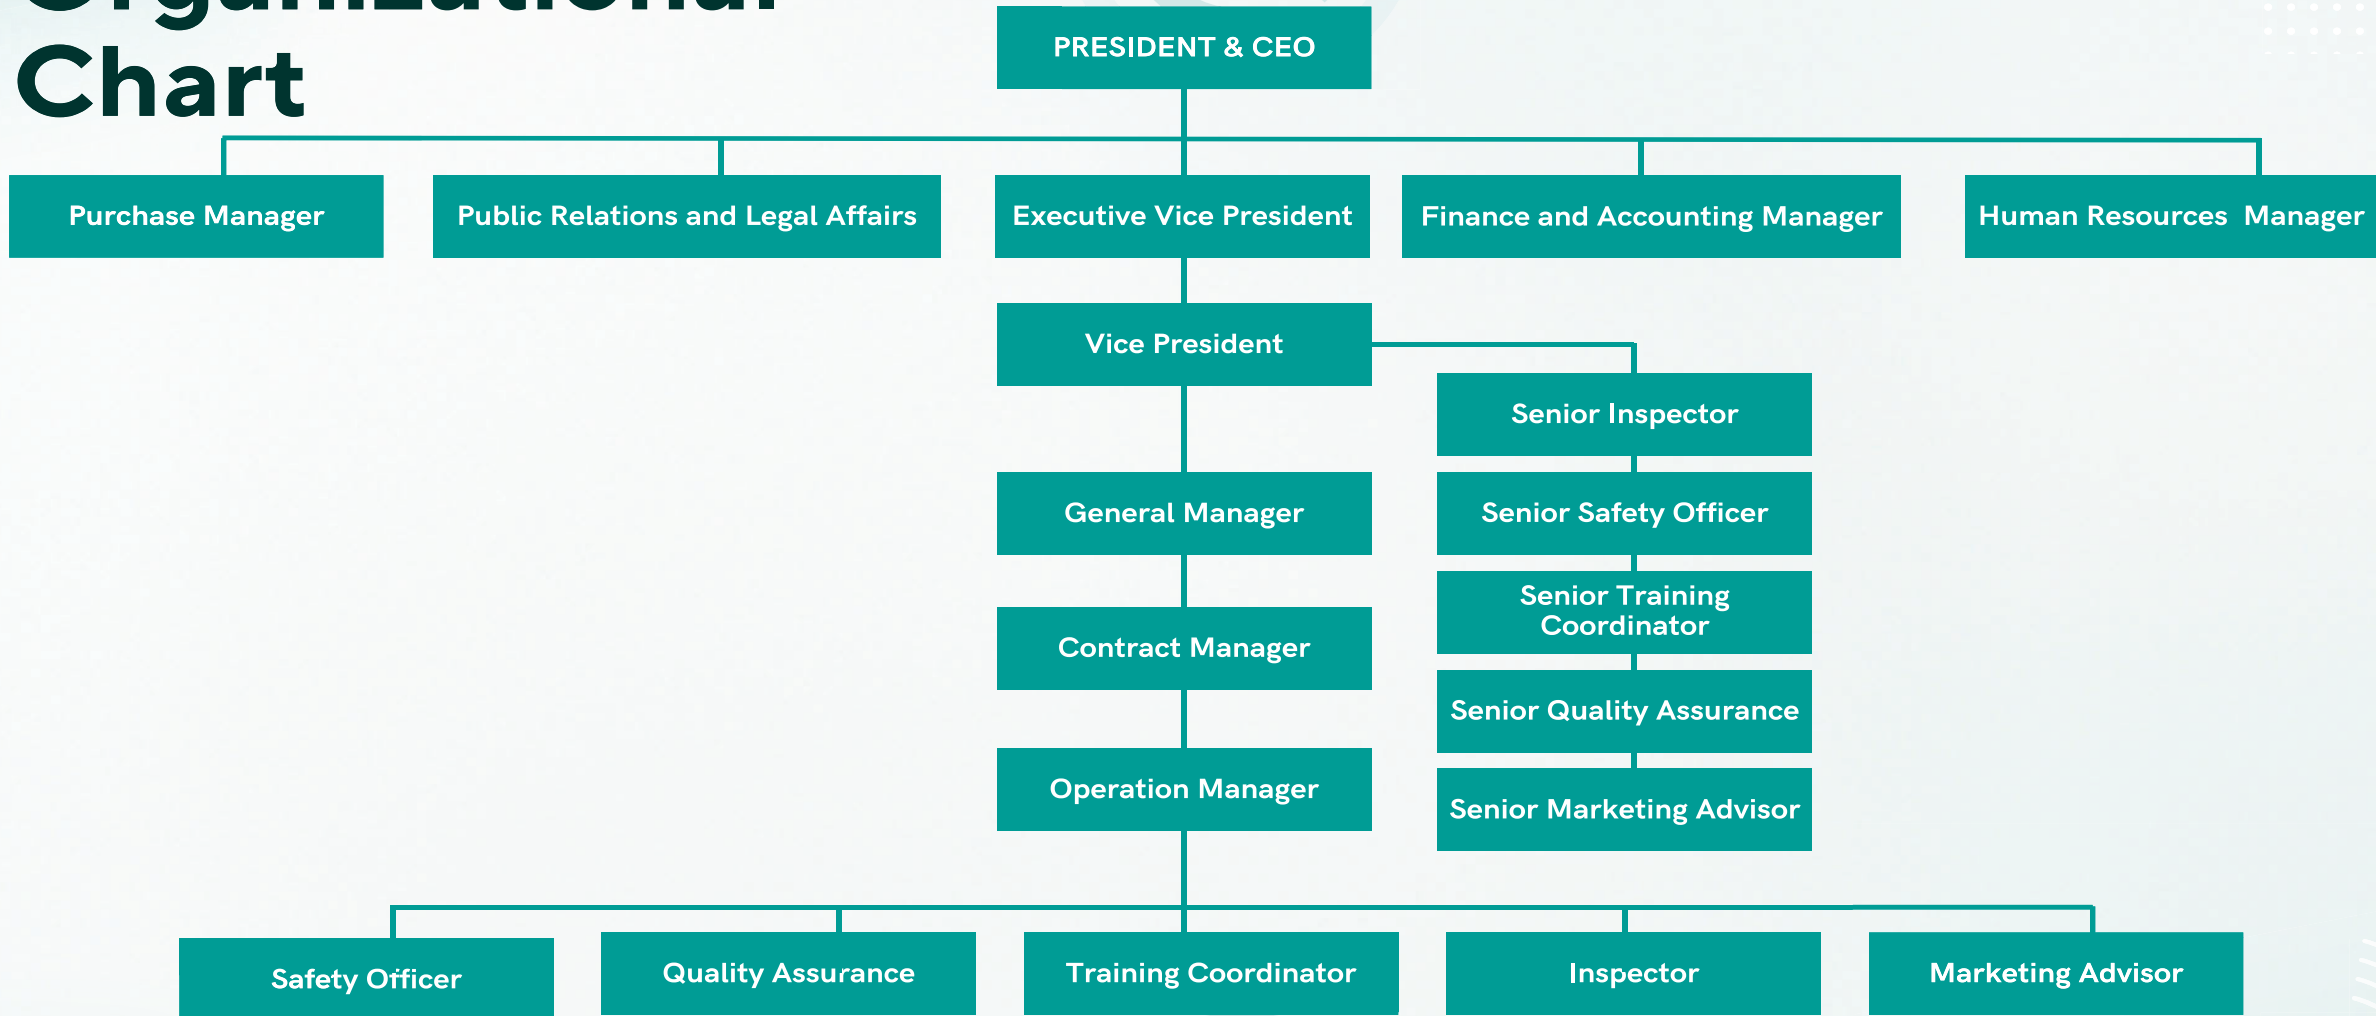 Organizational
Chart
PRESIDENT & CEO
Purchase Manager
Public Relations and Legal Affairs
Executive Vice President
Finance and Accounting Manager
Human Resources  Manager
Vice President
Senior Inspector
General Manager
Senior Safety Officer
Senior Training
Coordinator
Contract Manager
Senior Quality Assurance
Operation Manager
Senior Marketing Advisor
Safety Officer
Quality Assurance
Training Coordinator
Inspector
Marketing Advisor